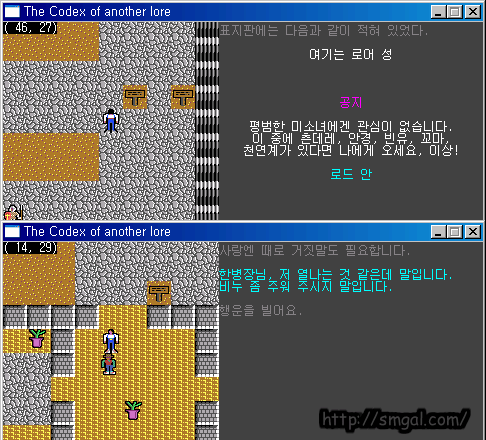 The Codex of another lore
( 46, 27)
표지판에는 다음과 같이 적혀 있었다.
여기는 로어 성
공지
평범한 미소녀에겐 관심이 없습니다.
이 중에 츤데레, 안경, 빈유, 꼬마,
천연계가 있다면 나에게 오세요, 이상!
로드 안
The Codex of another lore
( 14, 29)
사랑엔 때로 거짓말도 필요합니다.
한병장님, 저 열나는 것 같은데 말입니다.
비누 좀 주워 주시지 말입니다.
행운을 빌어요.
http://smgal.com/